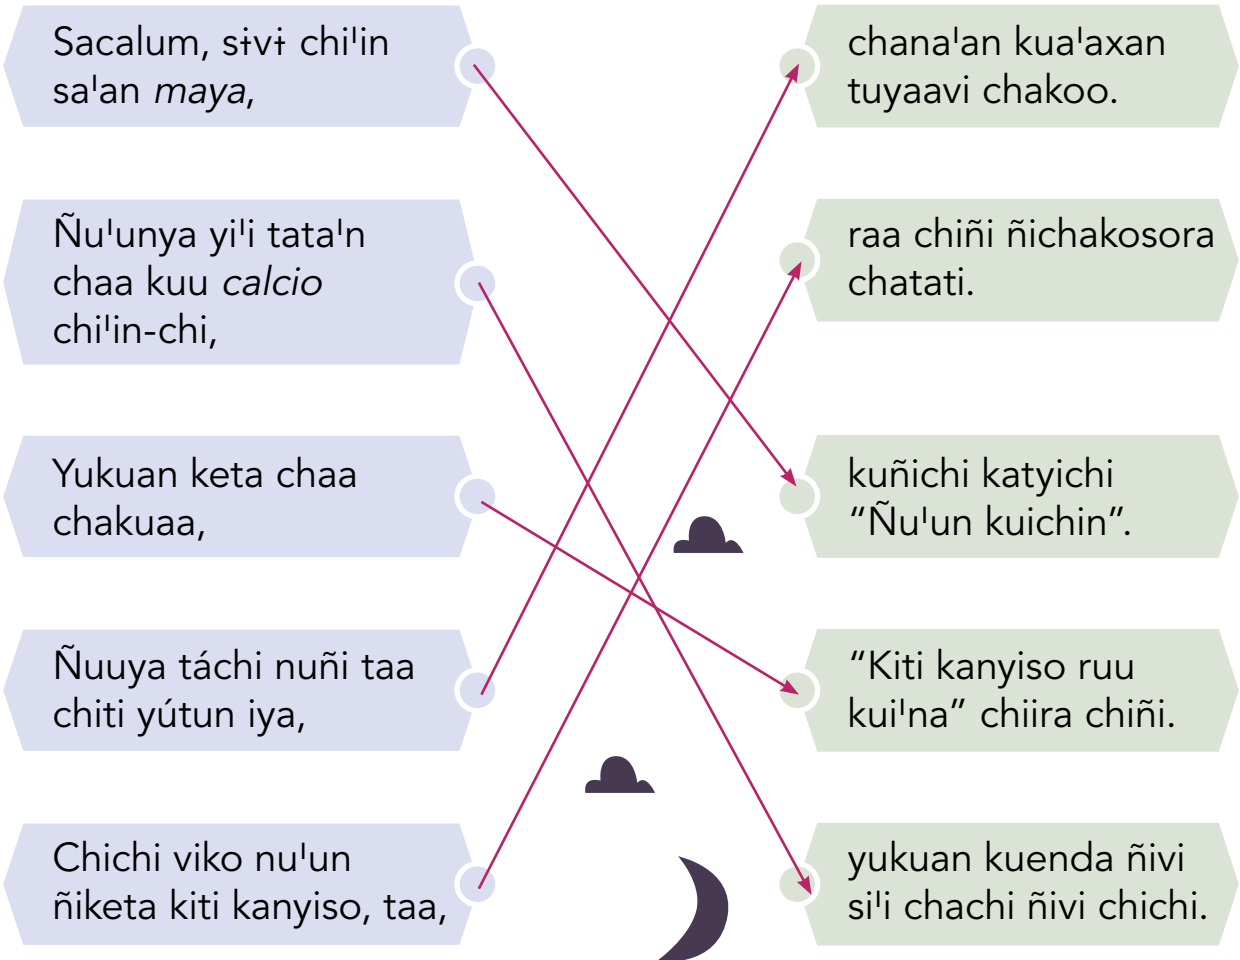 Sacalum, sɨvɨ chiꞌin
saꞌan maya,
Ñuꞌunya yiꞌi tataꞌn
chaa kuu calcio
chiꞌin-chi,
Yukuan keta chaa
chakuaa,
Ñuuya táchi nuñi taa
chiti yútun iya,
Chichi viko nuꞌun
ñiketa kiti kanyiso, taa,
chanaꞌan kuaꞌaxan
tuyaavi chakoo.
raa chiñi ñichakosora
chatati.
kuñichi katyichi
“Ñuꞌun kuichin”.
“Kiti kanyiso ruu
kuiꞌna” chiira chiñi.
yukuan kuenda ñivi
siꞌi chachi ñivi chichi.